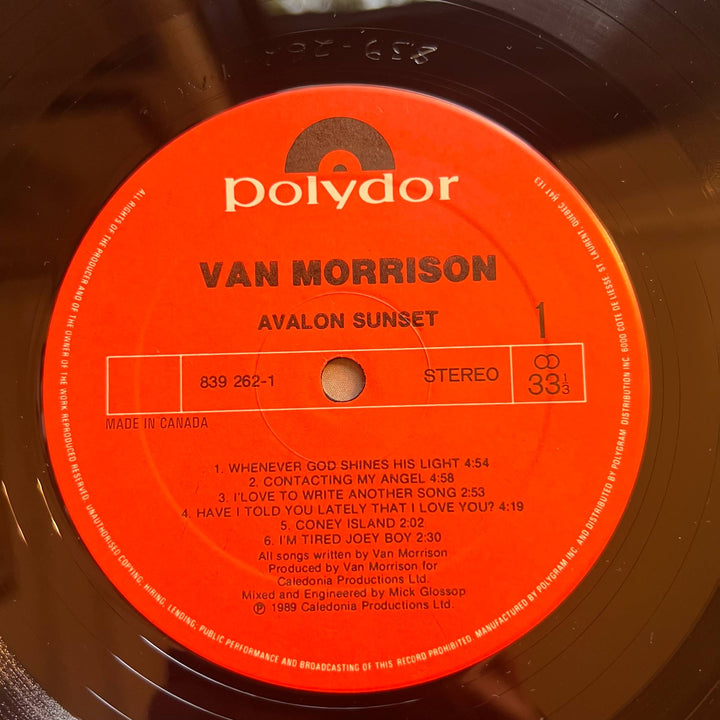 polydor
VAN MORRISON
AVALON SUNSET
1
839 262-1
STEREO
33 1/3
MADE IN CANADA
1. WHENEVER GOD SHINES HIS LIGHT 4:54
2. CONTACTING MY ANGEL 4:58
3. I'LOVE TO WRITE ANOTHER SONG 2:53
4. HAVE I TOLD YOU LATELY THAT I LOVE YOU? 4:19
5. CONEY ISLAND 2:02
6. I'M TIRED JOEY BOY 2:30
All songs written by Van Morrison
Produced by Van Morrison for
Caledonia Productions Ltd.
Mixed and Engineered by Mick Glossop
Ⓟ 1989 Caledonia Productions Ltd.
ALL RIGHTS OF THE PRODUCER AND OF THE OWNER OF THE WORK REPRODUCED RESERVED. UNAUTHORISED COPYING, HIRING, LENDING, PUBLIC PERFORMANCE AND BROADCASTING OF THIS RECORD PROHIBITED. MANUFACTURED BY POLYGRAM INC. AND DISTRIBUTED BY POLYGRAM DISTRIBUTION INC. 6000 COTE DE LIESSE, ST LAURENT, QUEBEC H4T 1E3
839-262